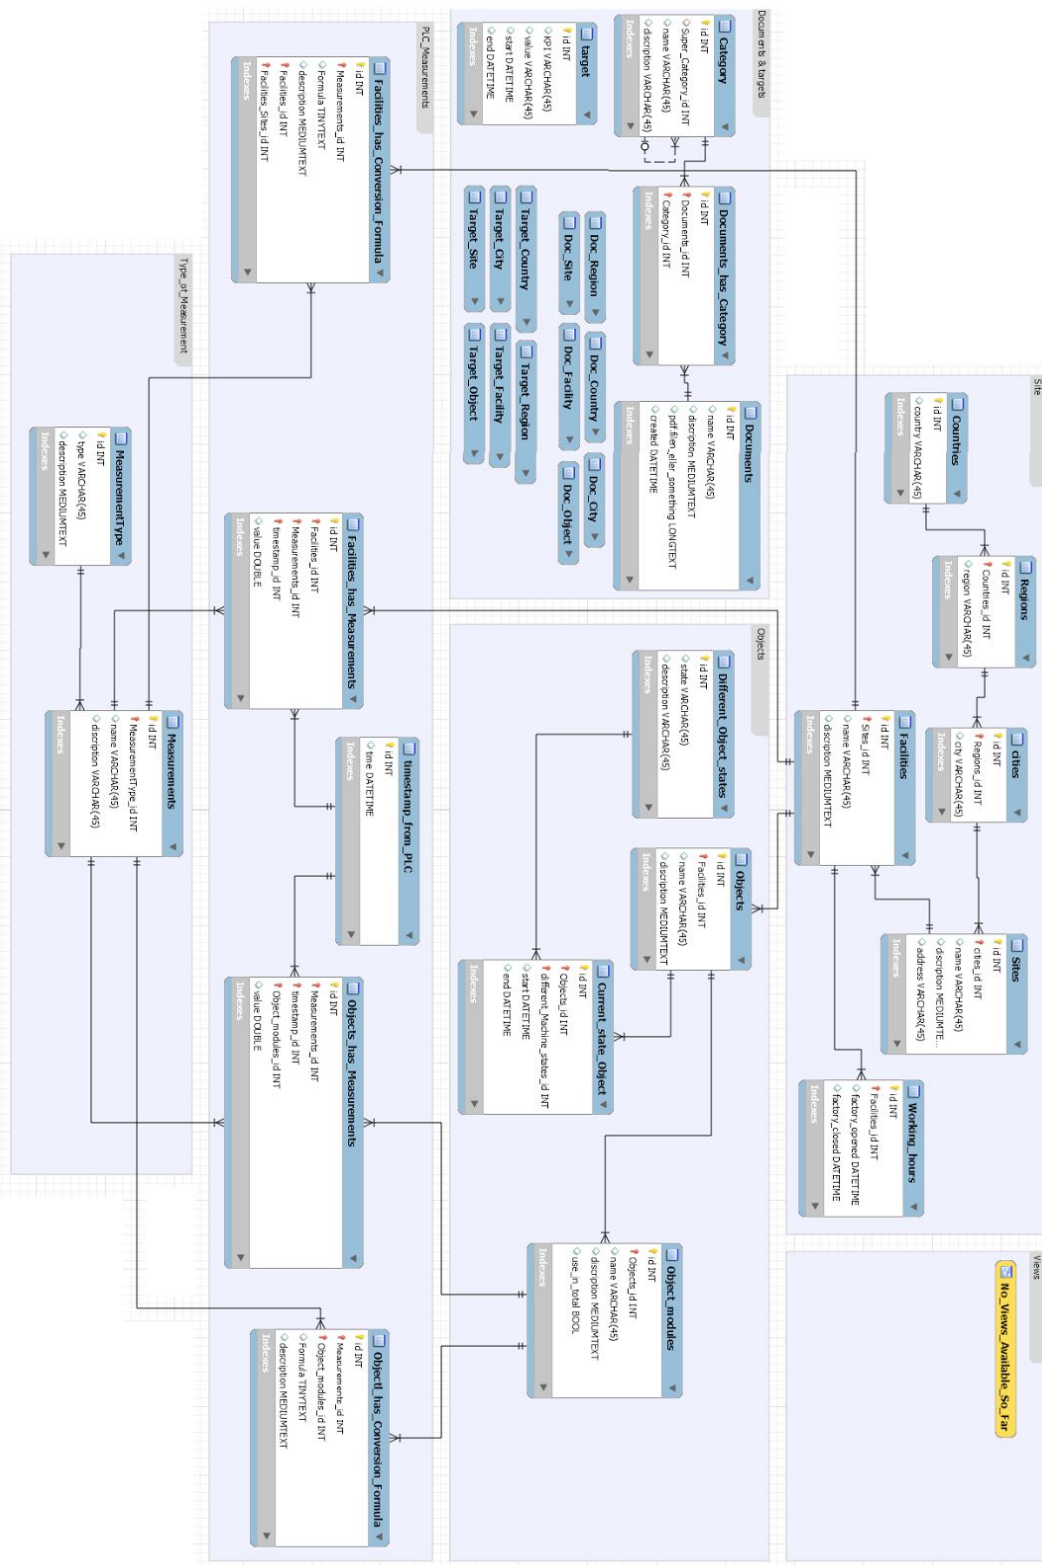 Site
Countries
id INT
country VARCHAR(45)
Indexes
Regions
id INT
Countries_id INT
region VARCHAR(45)
Indexes
cities
id INT
Regions_id INT
city VARCHAR(45)
Indexes
Sites
id INT
cities_id INT
name VARCHAR(45)
discription MEDIUMTE...
address VARCHAR(45)
Indexes
Facilities
id INT
Sites_id INT
name VARCHAR(45)
discription MEDIUMTEXT
Indexes
Working_hours
id INT
Facilities_id INT
factory_opened DATETIME
factory_closed DATETIME
Indexes
Views
No_Views_Available_So_Far
Documents & targets
Category
id INT
Super_Category_id INT
name VARCHAR(45)
discription VARCHAR(45)
Indexes
Documents_has_Category
id INT
Documents_id INT
Category_id INT
Indexes
Documents
id INT
name VARCHAR(45)
discription MEDIUMTEXT
pdf.filen_eller_something LONGTEXT
created DATETIME
Indexes
target
id INT
KPI VARCHAR(45)
value VARCHAR(45)
start DATETIME
end DATETIME
Indexes
Doc_Region
Doc_Country
Doc_City
Doc_Site
Doc_Facility
Doc_Object
Target_Country
Target_Region
Target_City
Target_Facility
Target_Site
Target_Object
Objects
Different_Object_states
id INT
state VARCHAR(45)
description VARCHAR(45)
Indexes
Objects
id INT
Facilities_id INT
name VARCHAR(45)
discription MEDIUMTEXT
Indexes
Current_state_Object
id INT
Objects_id INT
different_Machine_states_id INT
start DATETIME
end DATETIME
Indexes
Object_modules
id INT
Objects_id INT
name VARCHAR(45)
discription MEDIUMTEXT
use_in_total BOOL
Indexes
PLC_Measurements
Facilities_has_Conversion_Formula
id INT
Measurements_id INT
Formula TINYTEXT
description MEDIUMTEXT
Facilities_id INT
Facilities_Sites_id INT
Indexes
Facilities_has_Measurements
id INT
Facilities_id INT
Measurements_id INT
timestamp_id INT
value DOUBLE
Indexes
timestamp_from_PLC
id INT
time DATETIME
Indexes
Objects_has_Measurements
id INT
Measurements_id INT
timestamp_id INT
Object_modules_id INT
value DOUBLE
Indexes
Objectl_has_Conversion_Formula
id INT
Measurements_id INT
Object_modules_id INT
Formula TINYTEXT
description MEDIUMTEXT
Indexes
Type_of_Measurement
MeasurementType
id INT
type VARCHAR(45)
description MEDIUMTEXT
Indexes
Measurements
id INT
MeasurementType_id INT
name VARCHAR(45)
discription VARCHAR(45)
Indexes